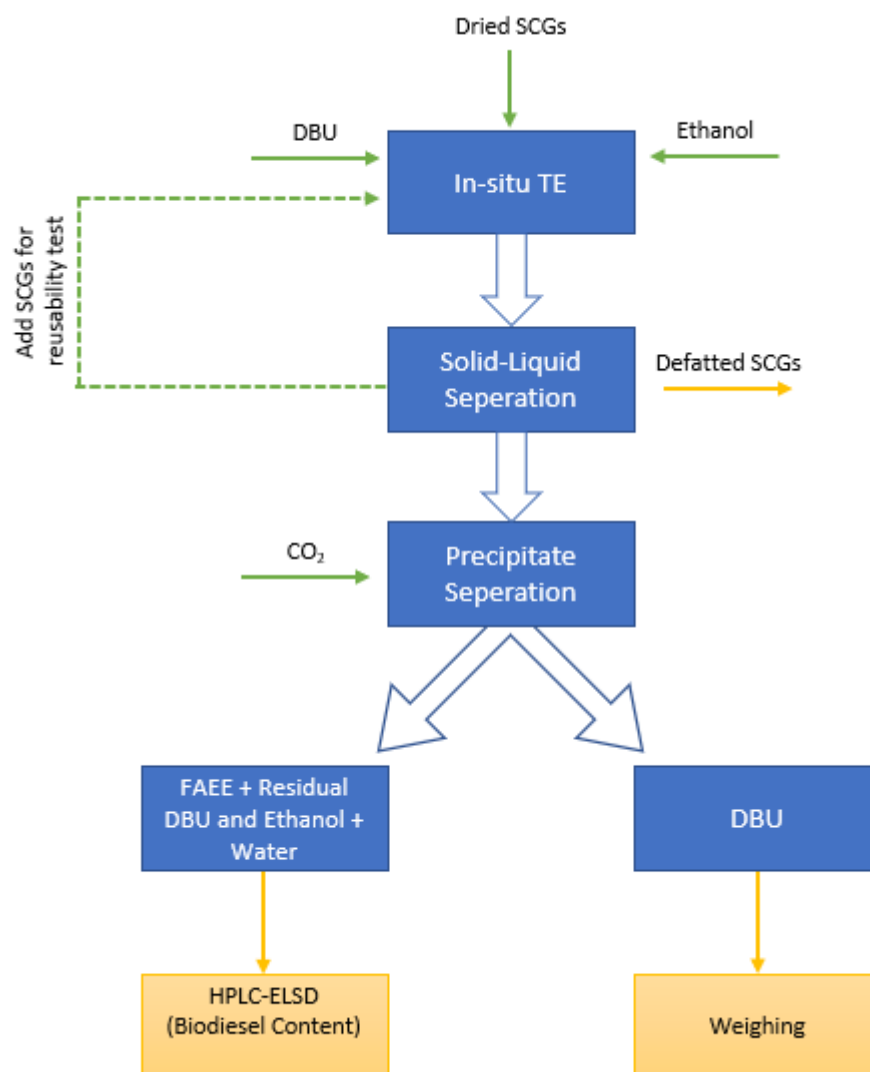 Dried SCGs
DBU
Ethanol
In-situ TE
Add SCGs for
reusability test
Solid-Liquid
Seperation
Defatted SCGs
CO₂
Precipitate
Seperation
FAEE + Residual
DBU and Ethanol +
Water
DBU
HPLC-ELSD
(Biodiesel Content)
Weighing